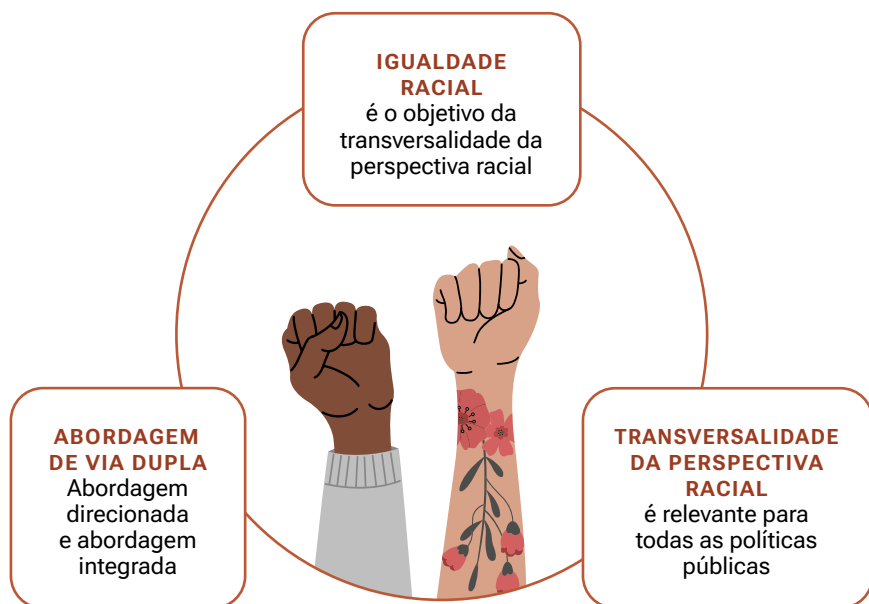 IGUALDADE
RACIAL
é o objetivo da
transversalidade da
perspectiva racial
ABORDAGEM
DE VIA DUPLA
Abordagem
direcionada
e abordagem
integrada
TRANSVERSALIDADE
DA PERSPECTIVA
RACIAL
é relevante para
todas as políticas
públicas